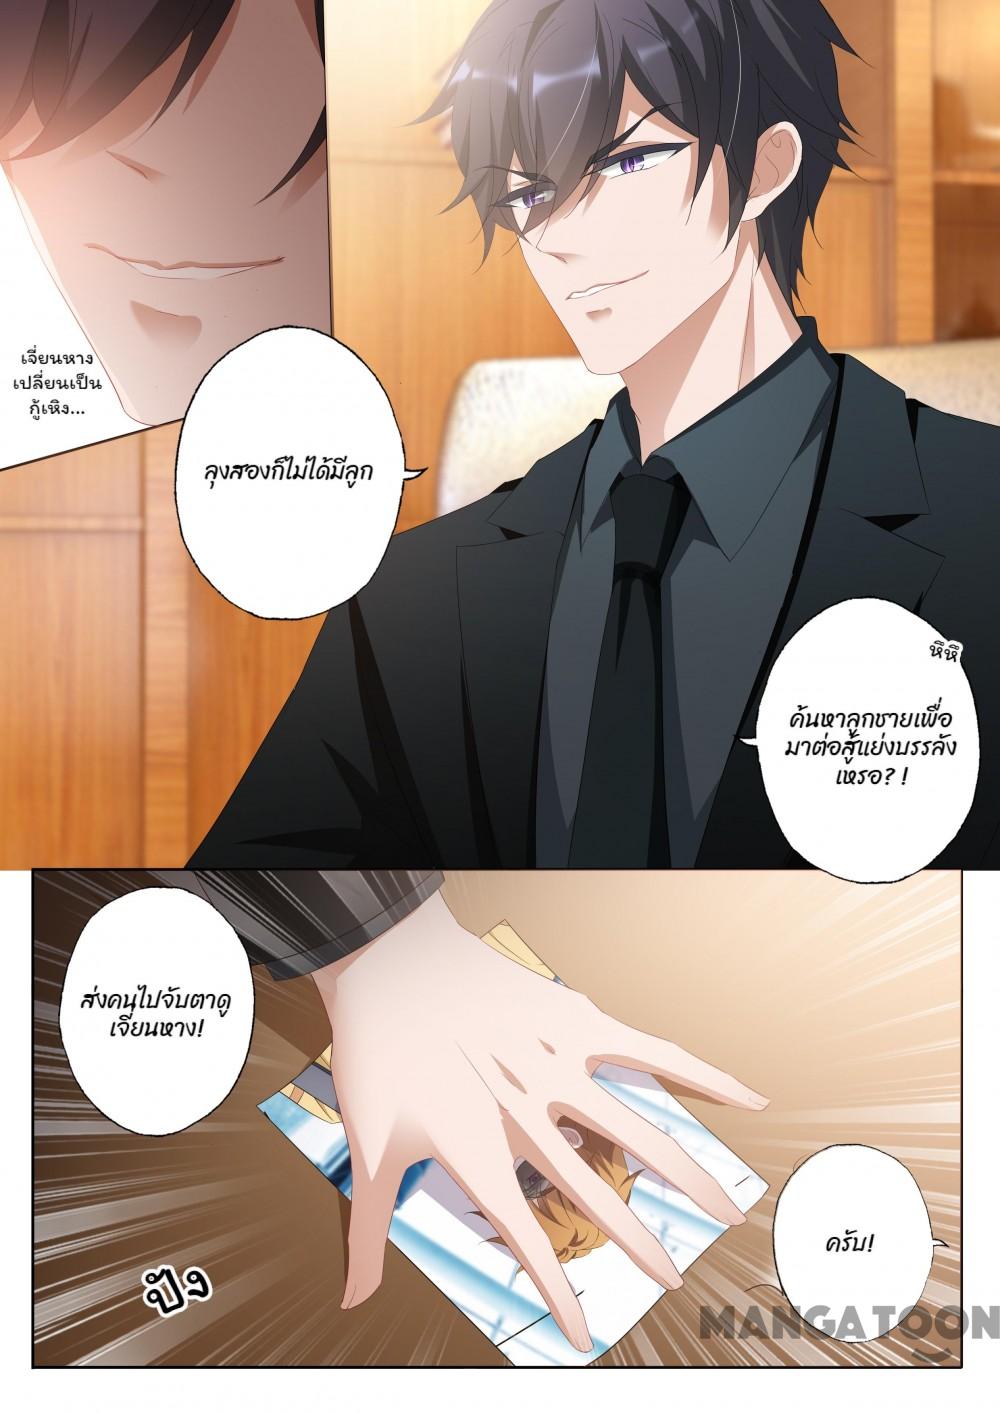 เจี่ยนหาง
เปลี่ยนเป็น
กู้เหิง...
ลุงสองก็ไม่ได้มีลูก
หึหึ
ค้นหาลูกชายเพื่อ
มาต่อสู้แย่งบรรลัง
เหรอ?!
ส่งคนไปจับตาดู
เจี่ยนหาง!
ปัง
ครับ!
MANGATOON